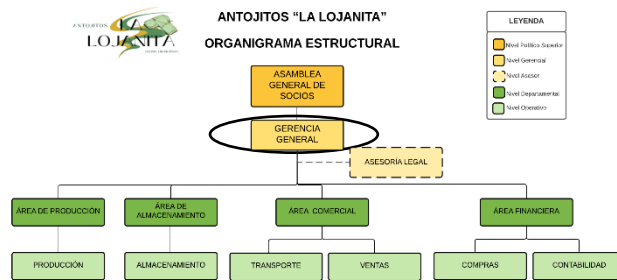 ANTOJITOS “LA LOJANITA”
ORGANIGRAMA ESTRUCTURAL
ANTOJITOS
LA
LOJANITA
LEYENDA
Nivel Político Superior
Nivel Gerencial
Nivel Asesor
Nivel Departamental
Nivel Operativo
ASAMBLEA
GENERAL DE
SOCIOS
GERENCIA
GENERAL
ASESORÍA LEGAL
ÁREA DE PRODUCCIÓN
ÁREA DE
ALMACENAMIENTO
ÁREA COMERCIAL
ÁREA FINANCIERA
PRODUCCIÓN
ALMACENAMIENTO
TRANSPORTE
VENTAS
COMPRAS
CONTABILIDAD